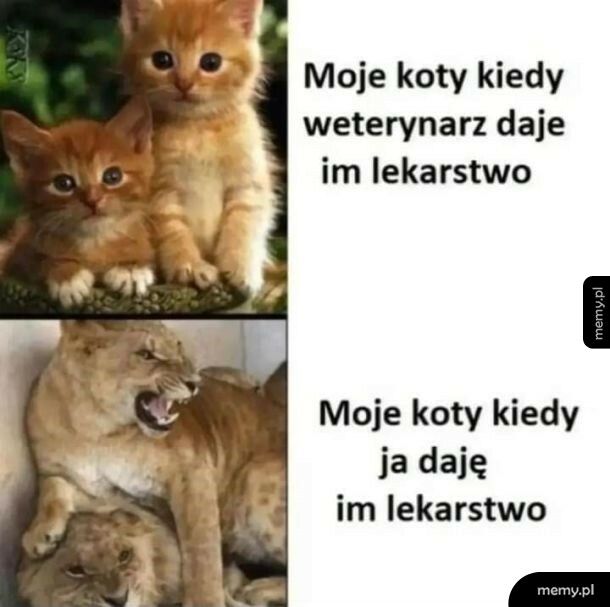 Moje koty kiedy
weterynarz daje
im lekarstwo
memy.pl
Moje koty kiedy
ja daję
im lekarstwo
memy.pl